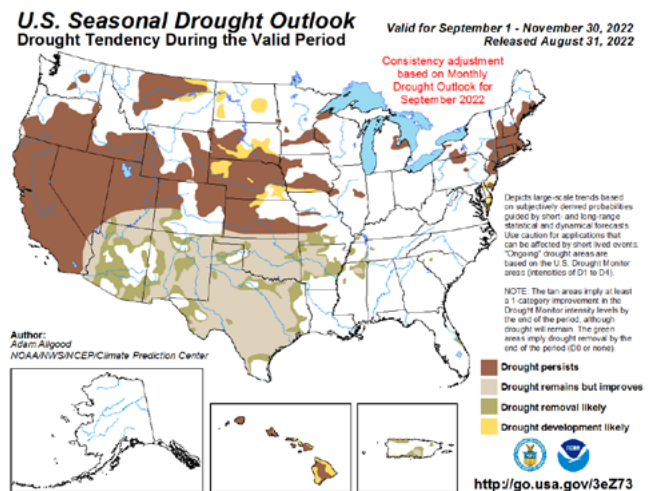 U.S. Seasonal Drought Outlook
Drought Tendency During the Valid Period
Valid for September 1 - November 30, 2022
Released August 31, 2022
Consistency adjustment
based on Monthly
Drought Outlook for
September 2022
Depicts large-scale trends based
on subjectively derived probabilities
guided by short- and long-range
statistical and dynamical forecasts.
Use caution for applications that
can be affected by short lived events.
"Ongoing" drought areas are
based on the U.S. Drought Monitor
areas (intensities of D1 to D4).
NOTE: The tan areas imply at least
a 1-category improvement in the
Drought Monitor intensity levels by
the end of the period, although
drought will remain. The green
areas imply drought removal by the
end of the period (D0 or none).
Author:
Adam Allgood
NOAA/NWS/NCEP/Climate Prediction Center
Drought persists
Drought remains but improves
Drought removal likely
Drought development likely
http://go.usa.gov/3eZ73